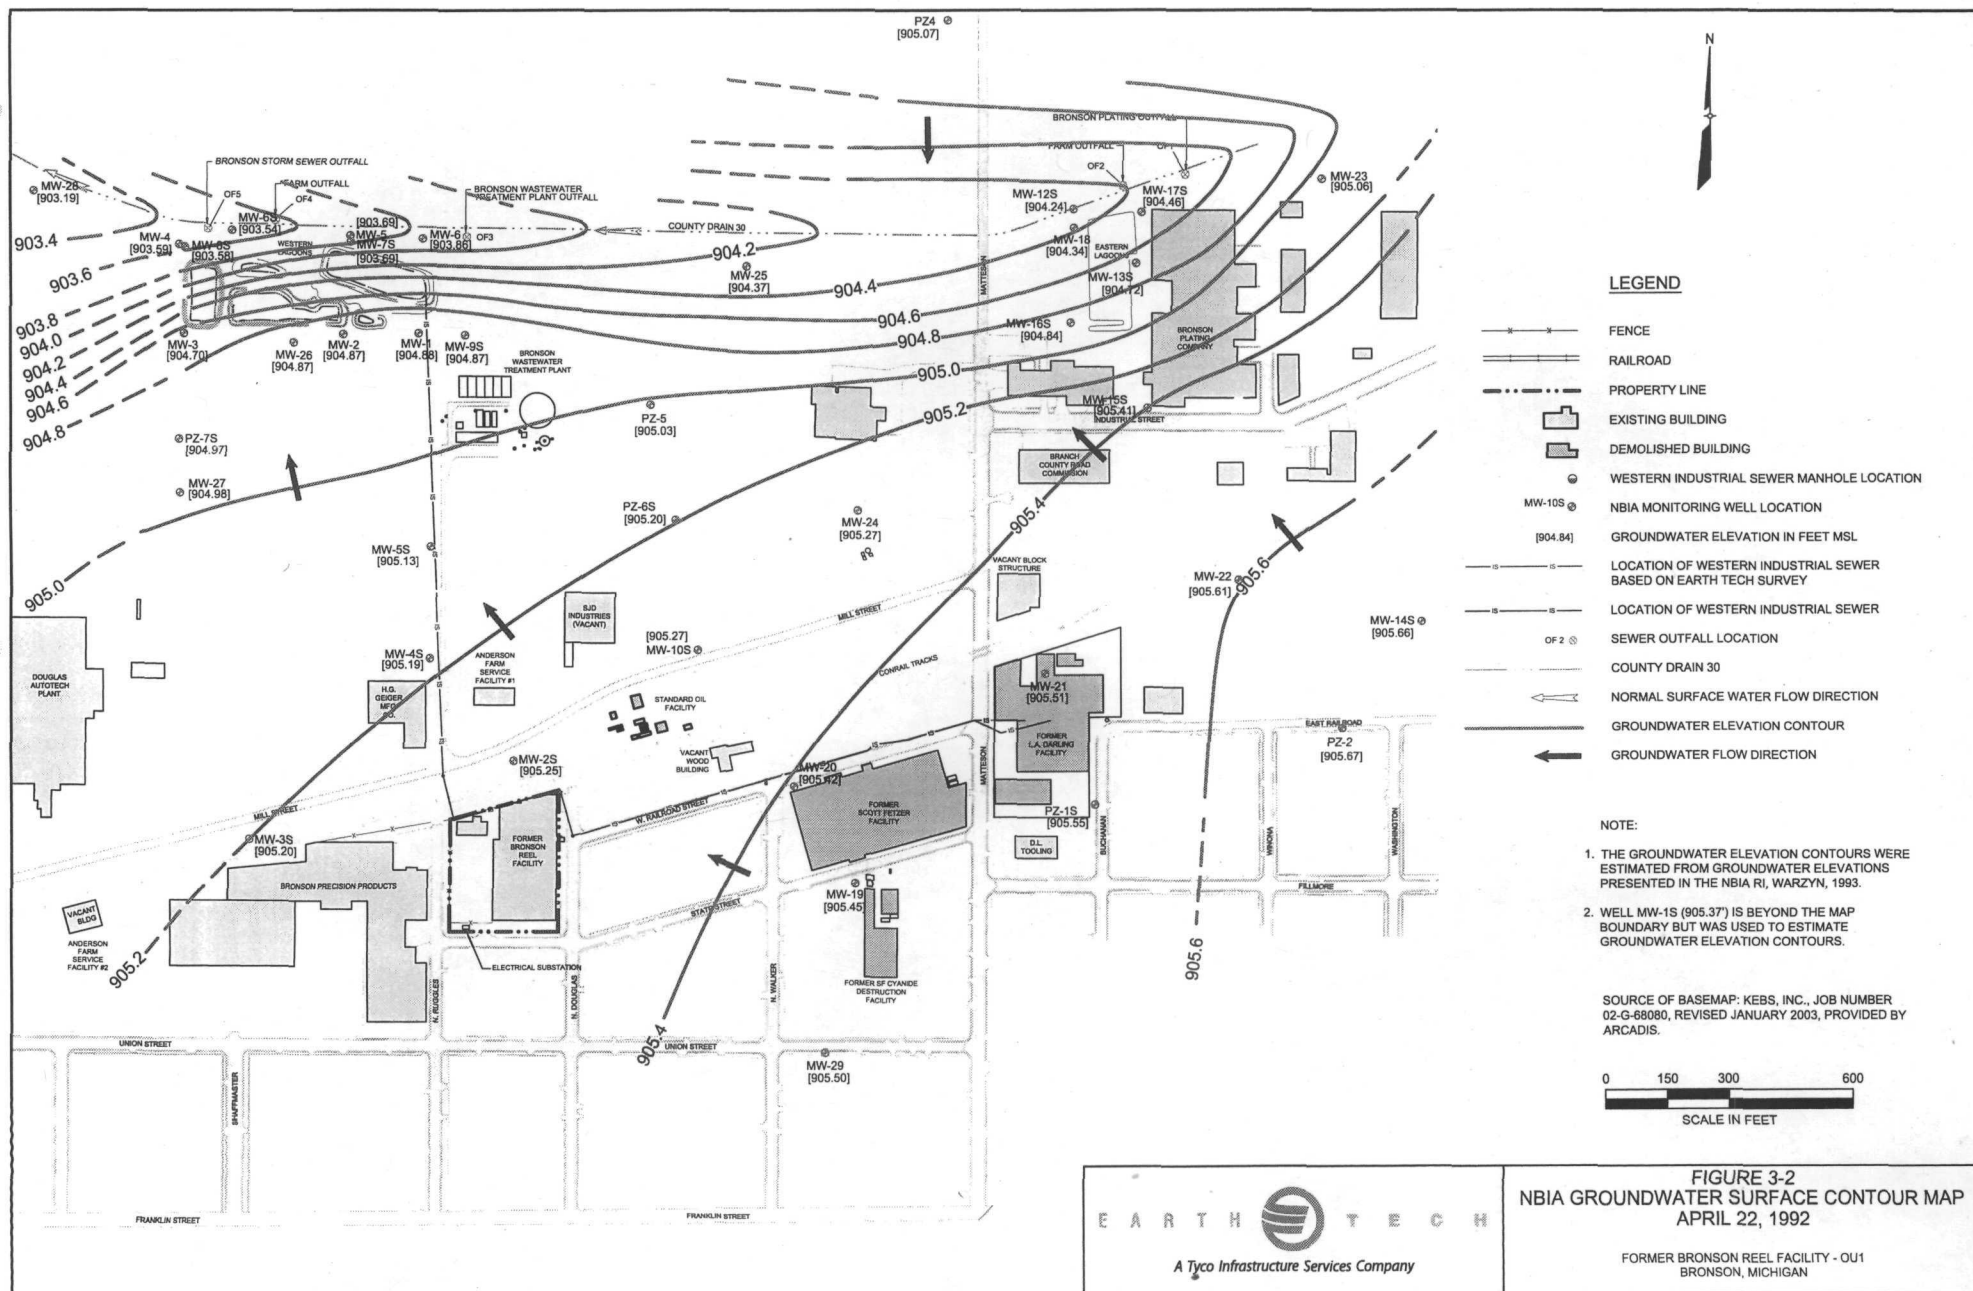 PZ4
[905.07]
N
BRONSON PLATING OUTFALL
FARM OUTFALL
OF1
OF2
BRONSON STORM SEWER OUTFALL
FARM OUTFALL
OF5
OF4
BRONSON WASTEWATER
TREATMENT PLANT OUTFALL
OF3
COUNTY DRAIN 30
MW-28
[903.19]
MW-4
[903.59]
MW-6S
[903.54]
MW-8S
[903.58]
WESTERN
LAGOONS
[903.69]
MW-5
MW-7S
[903.69]
MW-6
[903.86]
MW-25
[904.37]
MW-12S
[904.24]
MW-17S
[904.46]
MW-18
[904.34]
EASTERN
LAGOONS
MW-13S
[904.72]
MW-23
[905.06]
MW-16S
[904.84]
BRONSON
PLATING
COMPANY
MATTESON
903.4
903.6
903.8
904.0
904.2
904.4
904.6
904.8
904.2
904.4
904.6
904.8
905.0
905.2
MW-3
[904.70]
MW-26
[904.87]
MW-2
[904.87]
MW-1
[904.88]
MW-9S
[904.87]
BRONSON
WASTEWATER
TREATMENT PLANT
PZ-5
[905.03]
MW-15S
[905.41]
INDUSTRIAL STREET
BRANCH
COUNTY ROAD
COMMISSION
PZ-7S
[904.97]
MW-27
[904.98]
PZ-6S
[905.20]
MW-24
[905.27]
905.4
MW-5S
[905.13]
905.0
VACANT BLOCK
STRUCTURE
MW-22
[905.61]
905.6
MW-14S
[905.66]
SJD
INDUSTRIES
(VACANT)
MILL STREET
[905.27]
MW-10S
MW-4S
[905.19]
ANDERSON
FARM
SERVICE
FACILITY #1
CONRAIL TRACKS
DOUGLAS
AUTOTECH
PLANT
H.G.
GEIGER
MFG.
CO.
STANDARD OIL
FACILITY
MW-21
[905.51]
FORMER
L.A. DARLING
FACILITY
EAST RAILROAD
PZ-2
[905.67]
VACANT
WOOD
BUILDING
MW-2S
[905.25]
MW-20
[905.42]
MATTESON
W. RAILROAD STREET
FORMER
SCOTT FETZER
FACILITY
PZ-1S
[905.55]
D.L.
TOOLING
BUCHANAN
WINONA
WASHINGTON
MILL STREET
MW-3S
[905.20]
FORMER
BRONSON
REEL
FACILITY
BRONSON PRECISION PRODUCTS
MW-19
[905.45]
STATE STREET
FILLMORE
VACANT
BLDG
ANDERSON
FARM
SERVICE
FACILITY #2
905.2
905.6
ELECTRICAL SUBSTATION
FORMER SF CYANIDE
DESTRUCTION
FACILITY
N. RUGGLES
N. DOUGLAS
N. WALKER
905.4
UNION STREET
UNION STREET
MW-29
[905.50]
SHAFFMASTER
FRANKLIN STREET
FRANKLIN STREET
LEGEND
FENCE
RAILROAD
PROPERTY LINE
EXISTING BUILDING
DEMOLISHED BUILDING
WESTERN INDUSTRIAL SEWER MANHOLE LOCATION
MW-10S NBIA MONITORING WELL LOCATION
[904.84] GROUNDWATER ELEVATION IN FEET MSL
IS IS LOCATION OF WESTERN INDUSTRIAL SEWER
BASED ON EARTH TECH SURVEY
IS IS LOCATION OF WESTERN INDUSTRIAL SEWER
OF 2 SEWER OUTFALL LOCATION
COUNTY DRAIN 30
NORMAL SURFACE WATER FLOW DIRECTION
GROUNDWATER ELEVATION CONTOUR
GROUNDWATER FLOW DIRECTION
NOTE:
1. THE GROUNDWATER ELEVATION CONTOURS WERE
ESTIMATED FROM GROUNDWATER ELEVATIONS
PRESENTED IN THE NBIA RI, WARZYN, 1993.
2. WELL MW-1S (905.37') IS BEYOND THE MAP
BOUNDARY BUT WAS USED TO ESTIMATE
GROUNDWATER ELEVATION CONTOURS.
SOURCE OF BASEMAP: KEBS, INC., JOB NUMBER
02-G-68080, REVISED JANUARY 2003, PROVIDED BY
ARCADIS.
0 150 300 600
SCALE IN FEET
EARTH TECH
A Tyco Infrastructure Services Company
FIGURE 3-2
NBIA GROUNDWATER SURFACE CONTOUR MAP
APRIL 22, 1992
FORMER BRONSON REEL FACILITY - OU1
BRONSON, MICHIGAN